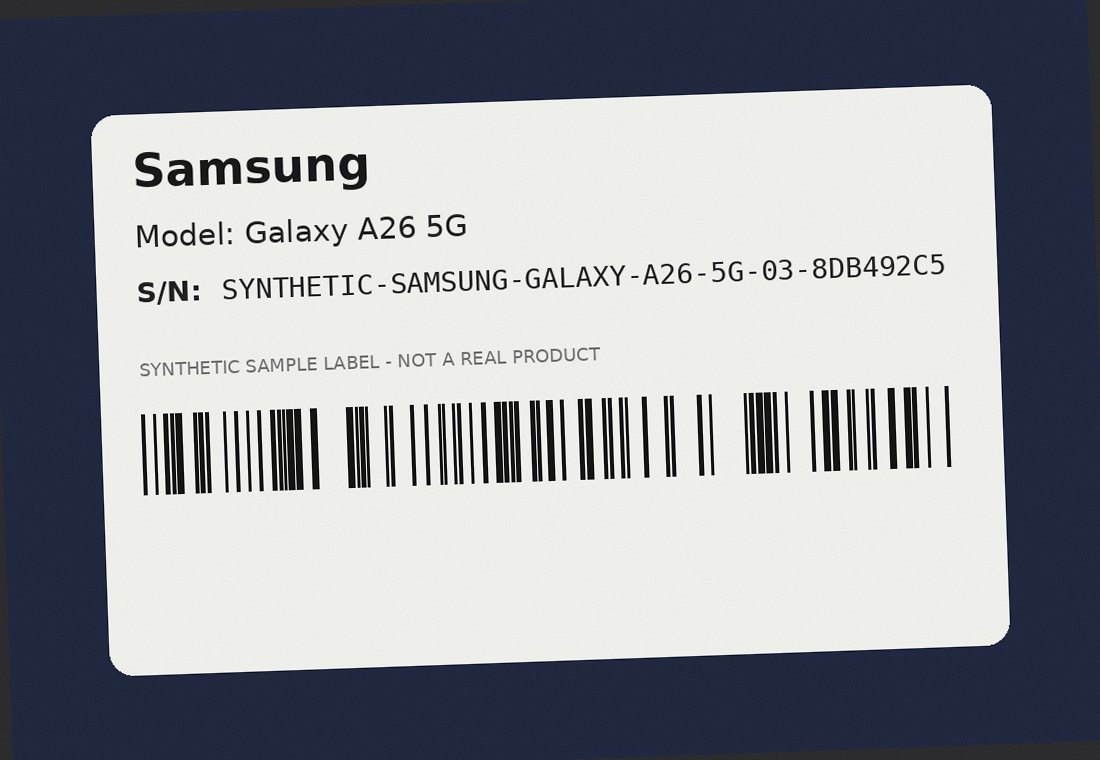 Samsung
Model: Galaxy A26 5G
S/N: SYNTHETIC-SAMSUNG-GALAXY-A26-5G-03-8DB492C5
SYNTHETIC SAMPLE LABEL - NOT A REAL PRODUCT